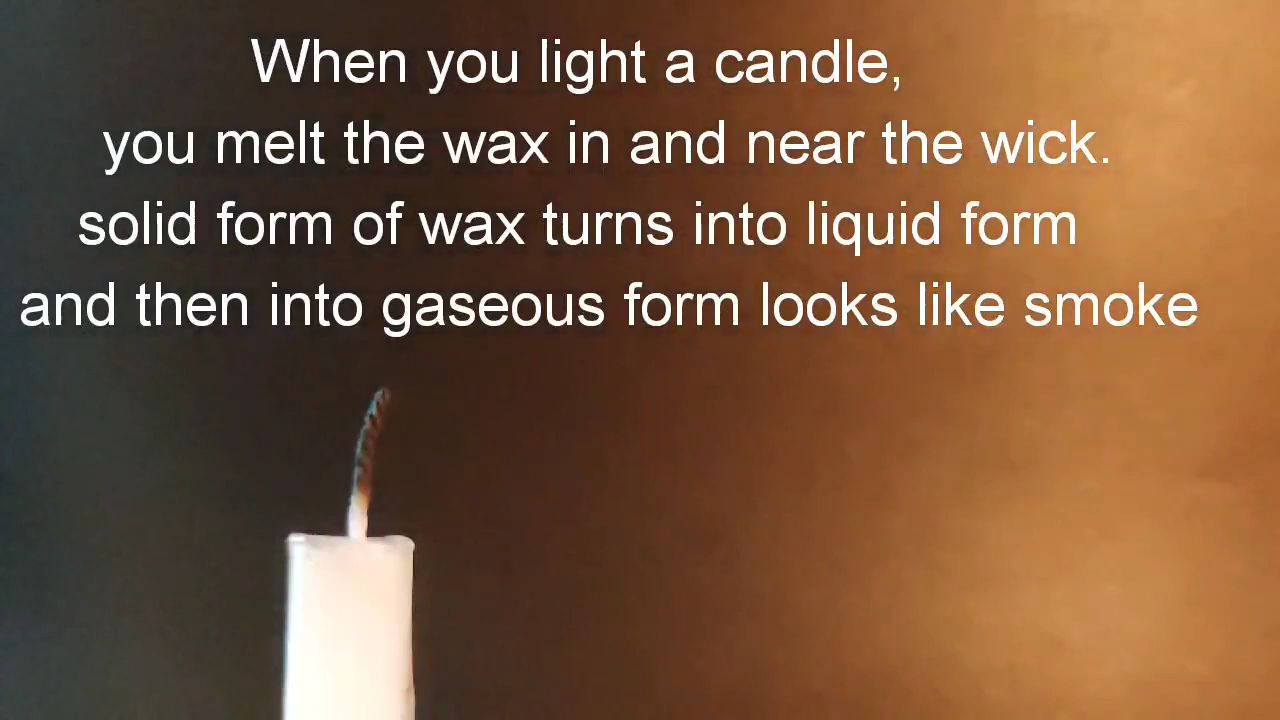 When you light a candle,
you melt the wax in and near the wick.
solid form of wax turns into liquid form
and then into gaseous form looks like smoke